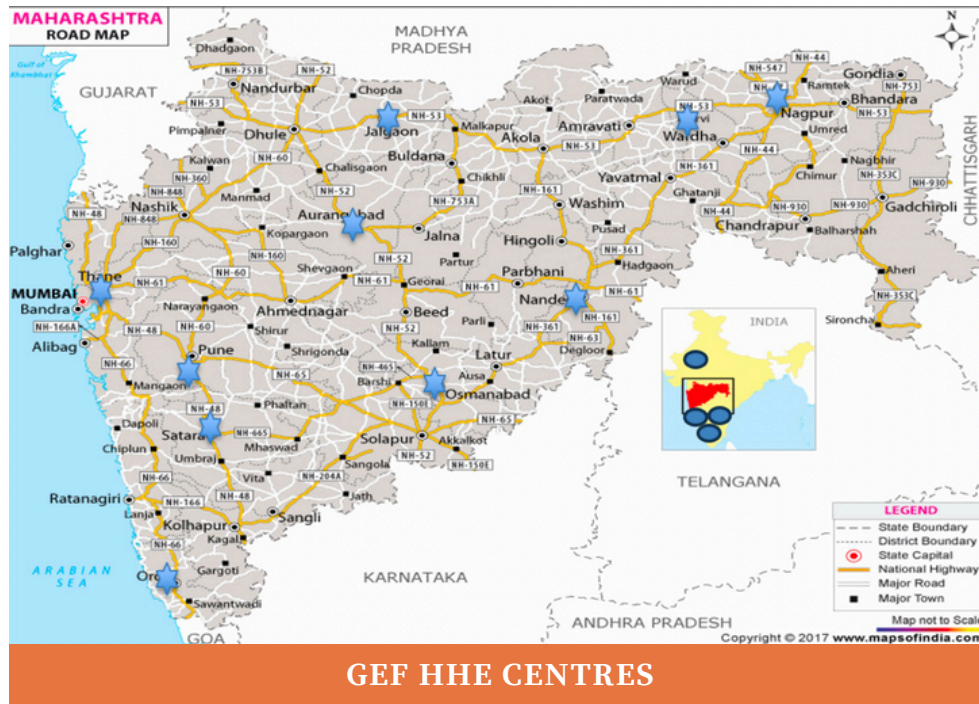 MAHARASHTRA
ROAD MAP
MADHYA
PRADESH
N
Gulf of
Khambhat
GUJARAT
Dhadgaon
NH-753B
NH-52
Nandurbar
Chopda
NH-53
Pimpalner
Dhule
Jalgaon
NH-53
Malkapur
Akot
Paratwada
Warud
NH-547
NH-44
Ramtek
Gondia
NH-753
Bhandara
NH-53
Nagpur
Umred
Akola
Amravati
NH-53
NH-53
Wardha
NH-44
Kalwan
NH-60
Chalisgaon
Buldana
Chikhli
NH-360
NH-848
Manmad
NH-52
NH-753A
NH-161
Washim
Yavatmal
NH-361
Ghatanji
Chimur
Nagbhir
NH-353C
NH-930
Gadchiroli
CHHATTISGARH
Nashik
NH-848
Kopargaon
Jalna
Hingoli
Pusad
NH-44
Chandrapur
NH-930
NH-930
Balharshah
Palghar
NH-48
NH-160
NH-160
NH-52
Partur
NH-361
Hadgaon
Aheri
Thane
NH-61
NH-60
Shevgaon
NH-61
Georai
NH-61
Parbhani
NH-61
NH-353C
MUMBAI
Bandra
Narayangaon
Ahmednagar
Beed
Parli
NH-161
Sironcha
NH-166A
Alibag
NH-48
NH-60
Shirur
NH-52
Kallam
NH-361
NH-63
Degloor
INDIA
Pune
Shrigonda
NH-465
Latur
NH-66
Mangaon
NH-65
Barshi
Ausa
Osmanabad
NH-48
Phaltan
NH-150E
NH-65
Dapoli
Satara
NH-665
Mhaswad
Solapur
Akkalkot
Chiplun
Umbraj
NH-52
NH-150E
NH-66
Vita
NH-204A
Sangola
Ratanagiri
NH-166
NH-48
Jath
Lanja
Kolhapur
Sangli
NH-66
Kagal
TELANGANA
ARABIAN
SEA
Gargoti
Sawantwadi
KARNATAKA
GOA
ANDHRA PRADESH
LEGEND
State Boundary
District Boundary
State Capital
National Highway
Major Road
Major Town
Map not to Scale
Copyright © 2017 www.mapsofindia.com
GEF HHE CENTRES